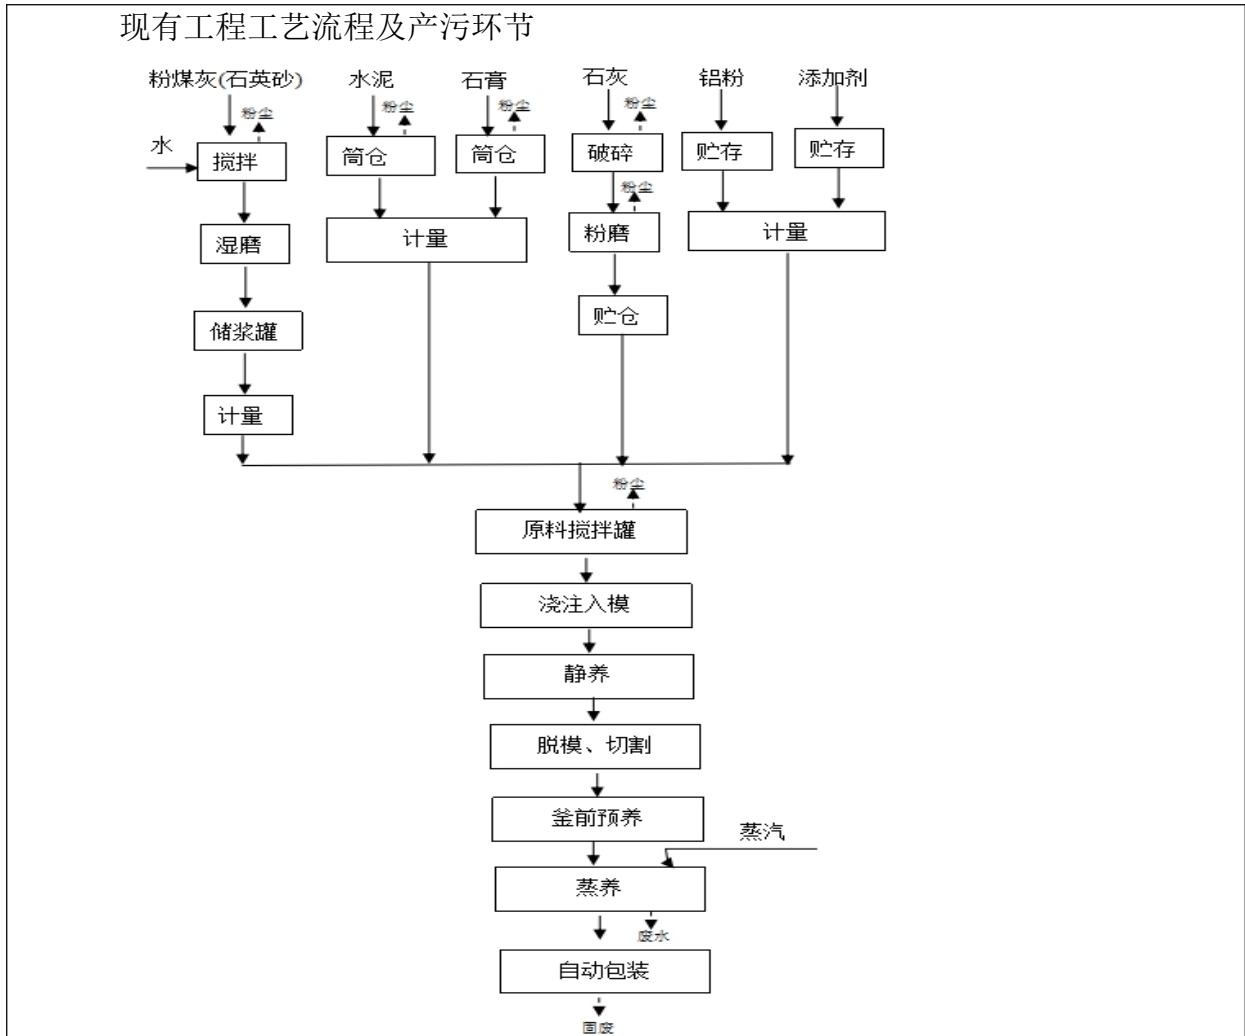 现有工程工艺流程及产污环节
粉煤灰(石英砂) 水泥 石膏 石灰 铝粉 添加剂
粉尘 粉尘 粉尘 粉尘
水 搅拌 筒仓 筒仓 破碎 贮存 贮存
粉尘
湿磨 计量 粉磨 计量
储浆罐 贮仓
计量
粉尘
原料搅拌罐
浇注入模
静养
脱模、切割
釜前预养
蒸汽
蒸养
废水
自动包装
固废